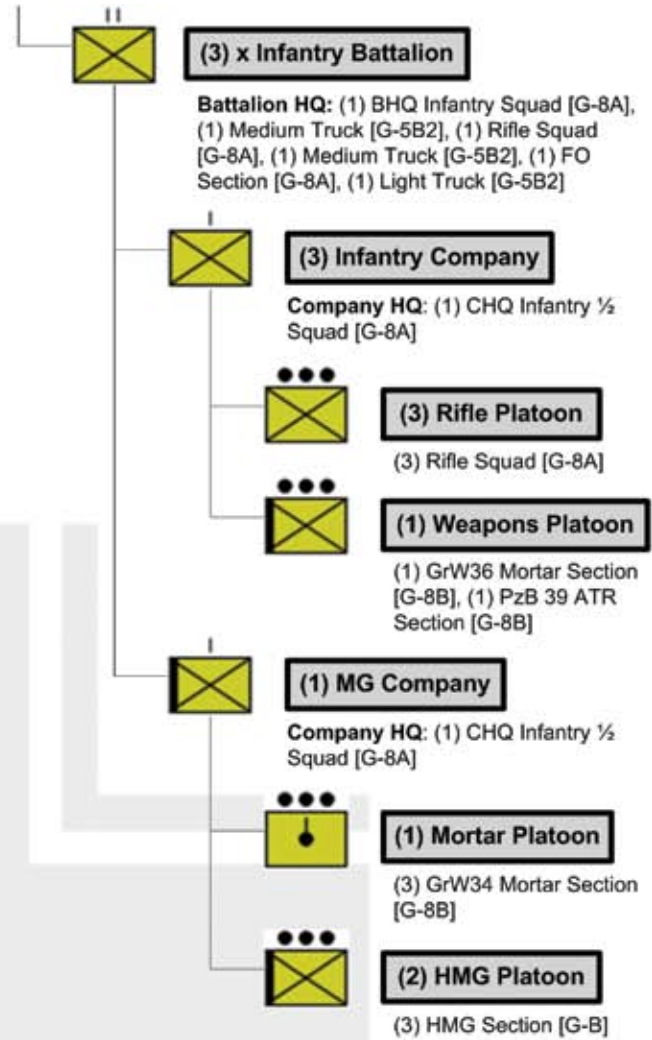 (3) x Infantry Battalion
Battalion HQ: (1) BHQ Infantry Squad [G-8A],
(1) Medium Truck [G-5B2], (1) Rifle Squad
[G-8A], (1) Medium Truck [G-5B2], (1) FO
Section [G-8A], (1) Light Truck [G-5B2]
(3) Infantry Company
Company HQ: (1) CHQ Infantry ½
Squad [G-8A]
(3) Rifle Platoon
(3) Rifle Squad [G-8A]
(1) Weapons Platoon
(1) GrW36 Mortar Section
[G-8B], (1) PzB 39 ATR
Section [G-8B]
(1) MG Company
Company HQ: (1) CHQ Infantry ½
Squad [G-8A]
(1) Mortar Platoon
(3) GrW34 Mortar Section
[G-8B]
(2) HMG Platoon
(3) HMG Section [G-B]